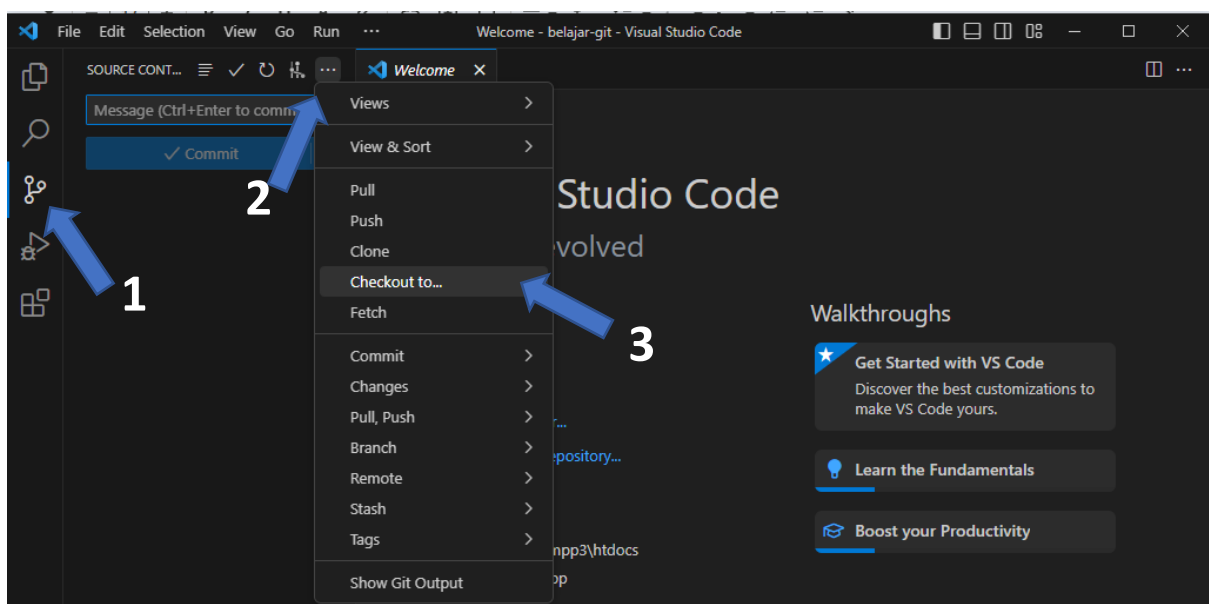 File Edit Selection View Go Run ··· Welcome - belajar-git - Visual Studio Code
SOURCE CONT...
Welcome
Message (Ctrl+Enter to comm
Commit
Views
View & Sort
Pull
Push
Clone
Checkout to...
Fetch
Commit
Changes
Pull, Push
Branch
Remote
Stash
Tags
Show Git Output
1
2
3
Studio Code
volved
r...
epository...
mpp3\htdocs
pp
Walkthroughs
Get Started with VS Code
Discover the best customizations to
make VS Code yours.
Learn the Fundamentals
Boost your Productivity